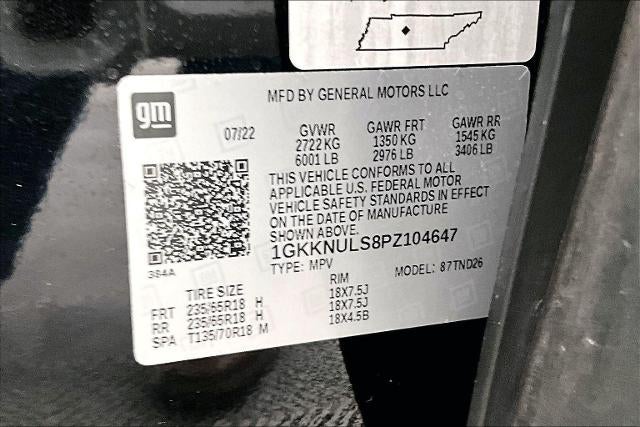 gm
MFD BY GENERAL MOTORS LLC
07/22 GVWR GAWR FRT GAWR RR
2722 KG 1350 KG 1545 KG
6001 LB 2976 LB 3406 LB
THIS VEHICLE CONFORMS TO ALL
APPLICABLE U.S. FEDERAL MOTOR
VEHICLE SAFETY STANDARDS IN EFFECT
ON THE DATE OF MANUFACTURE
SHOWN ABOVE.
1GKKNULS8PZ104647
384A
TYPE: MPV MODEL: 87TND26
TIRE SIZE RIM
FRT 235/65R18 H 18X7.5J
RR 235/65R18 H 18X7.5J
SPA T135/70R18 M 18X4.5B